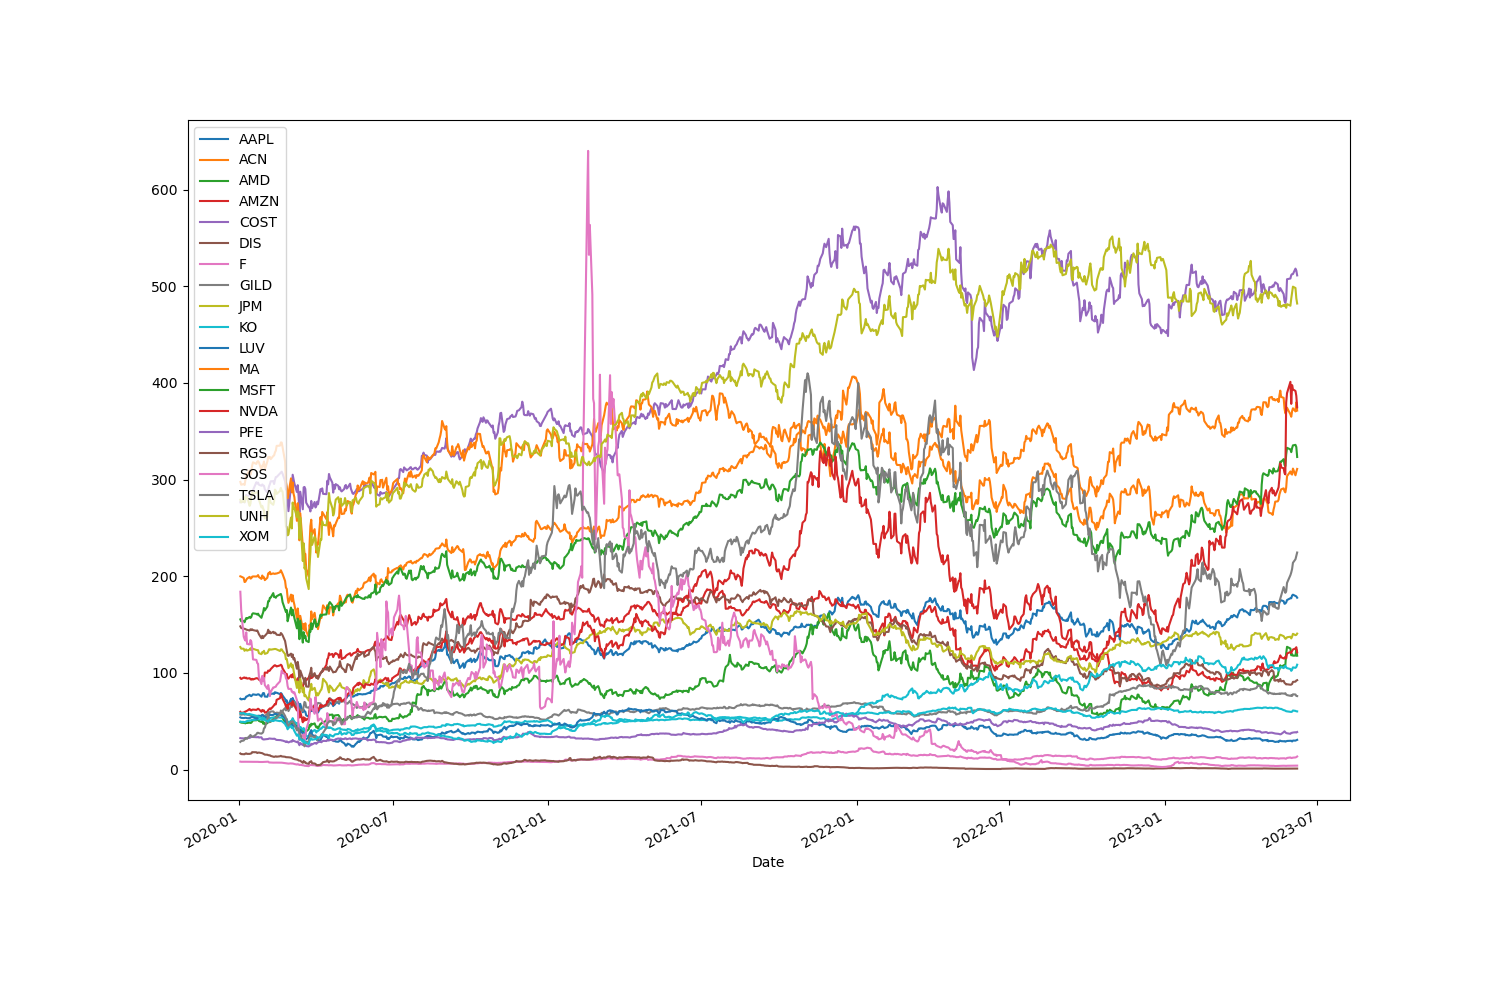 AAPL
ACN
AMD
AMZN
COST
DIS
F
GILD
JPM
KO
LUV
MA
MSFT
NVDA
PFE
RGS
SOS
TSLA
UNH
XOM
600
500
400
300
200
100
0
2020-01
2020-07
2021-01
2021-07
2022-01
2022-07
2023-01
2023-07
Date